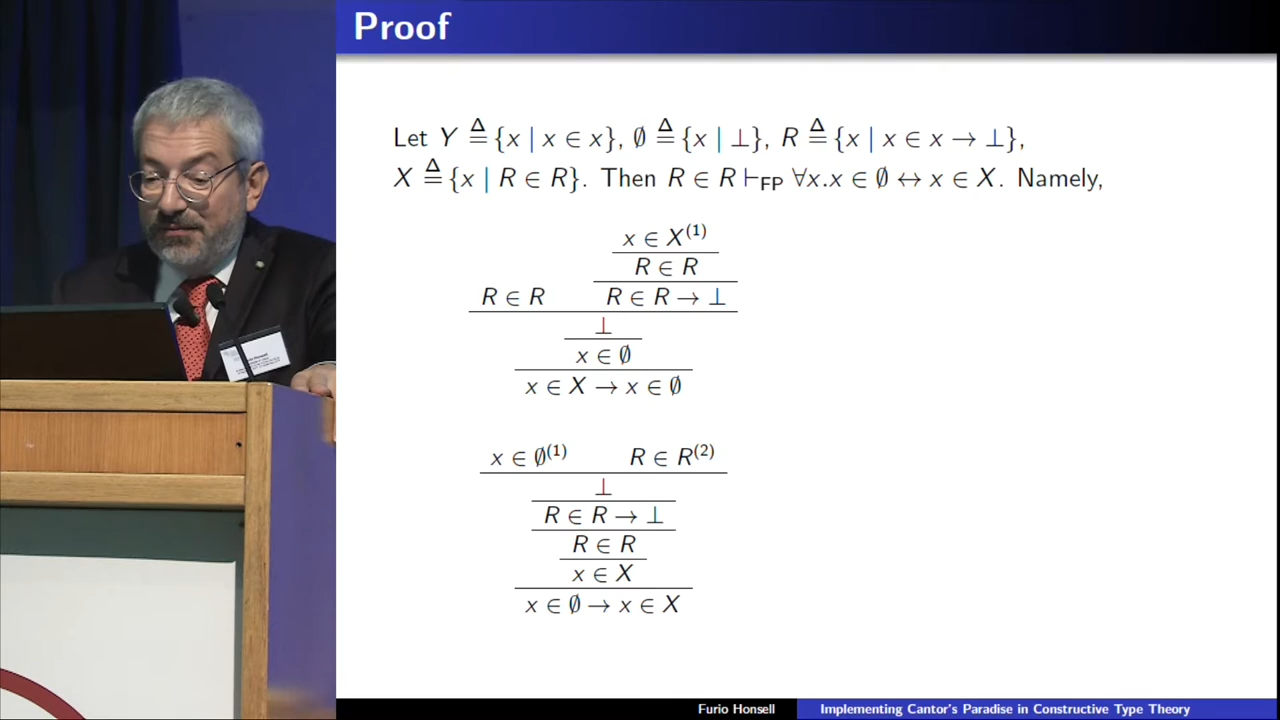 Proof
Let Y ≜ {x | x ∈ x}, ∅ ≜ {x | ⊥}, R ≜ {x | x ∈ x → ⊥},
X ≜ {x | R ∈ R}. Then R ∈ R ⊢FP ∀x.x ∈ ∅ ↔ x ∈ X. Namely,
x ∈ X(1)
R ∈ R
R ∈ R R ∈ R → ⊥
⊥
x ∈ ∅
x ∈ X → x ∈ ∅
x ∈ ∅(1) R ∈ R(2)
⊥
R ∈ R → ⊥
R ∈ R
x ∈ X
x ∈ ∅ → x ∈ X
Furio Honsell Implementing Cantor's Paradise in Constructive Type Theory